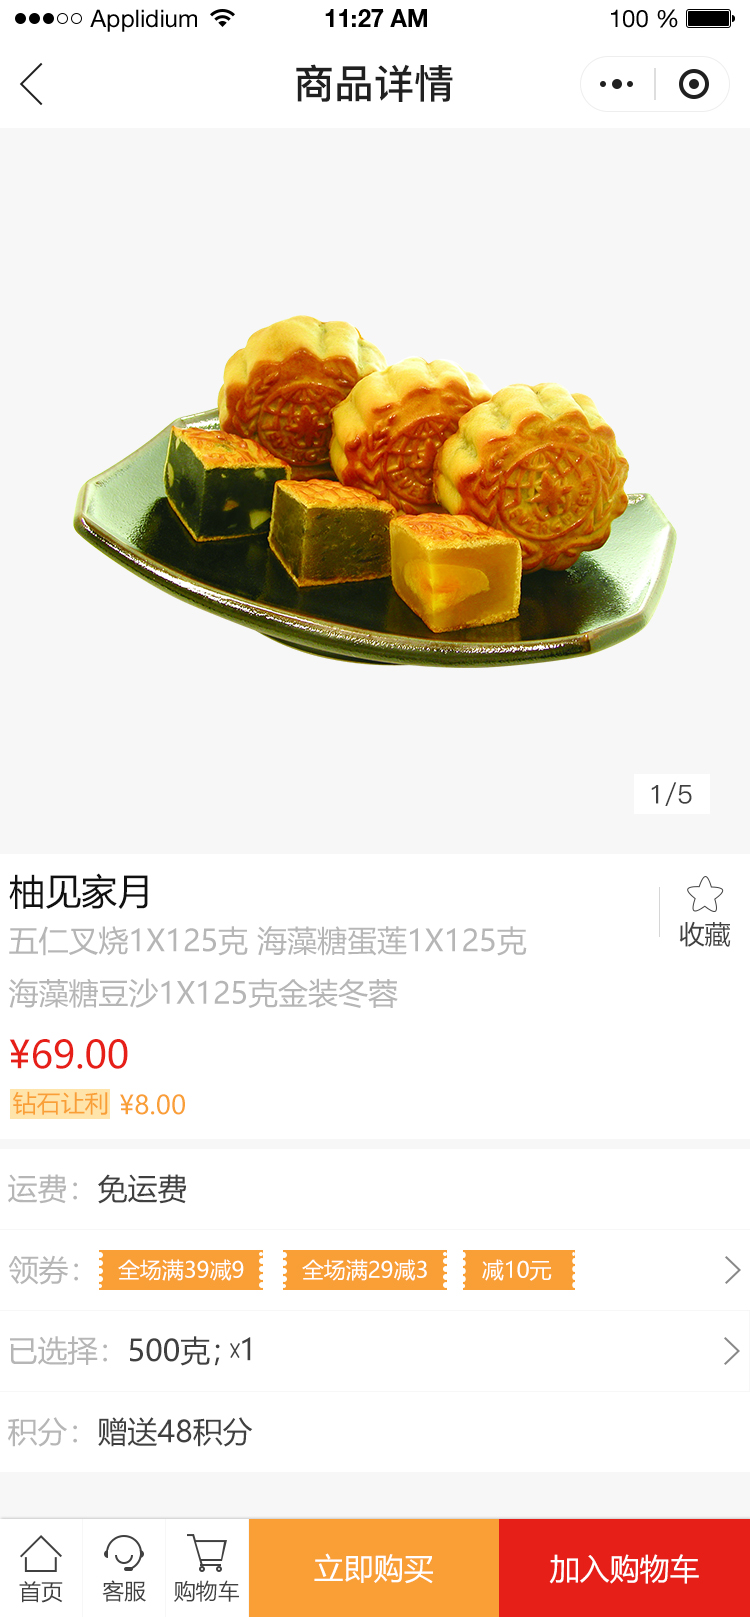 Applidium 11:27 AM 100 %
商品详情
1/5
柚见家月
收藏
五仁叉烧1X125克 海藻糖蛋莲1X125克
海藻糖豆沙1X125克金装冬蓉
¥69.00
钻石让利 ¥8.00
运费： 免运费
领券： 全场满39减9 全场满29减3 减10元
已选择： 500克；x1
积分： 赠送48积分
首页 客服 购物车 立即购买 加入购物车